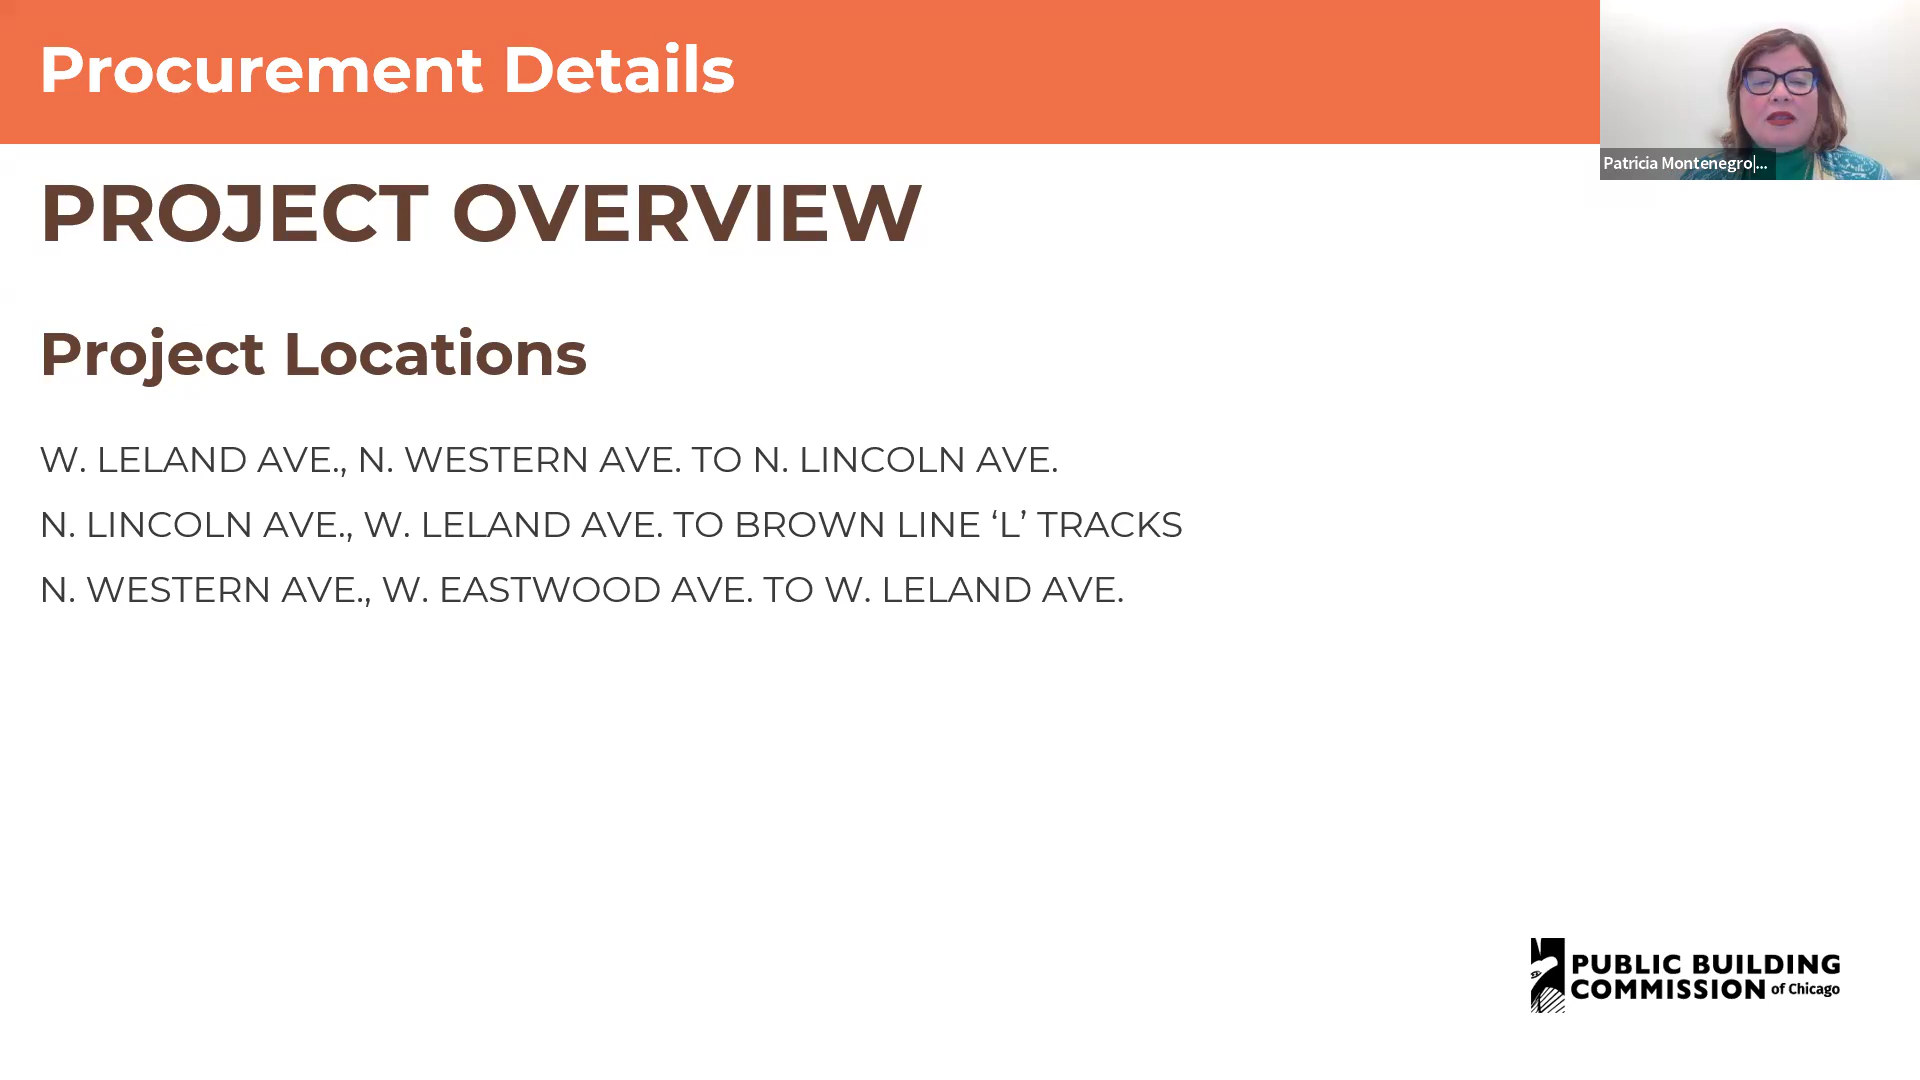 Procurement Details
Patricia Montenegro|...
PROJECT OVERVIEW
Project Locations
W. LELAND AVE., N. WESTERN AVE. TO N. LINCOLN AVE.
N. LINCOLN AVE., W. LELAND AVE. TO BROWN LINE ‘L’ TRACKS
N. WESTERN AVE., W. EASTWOOD AVE. TO W. LELAND AVE.
PUBLIC BUILDING
COMMISSION of Chicago